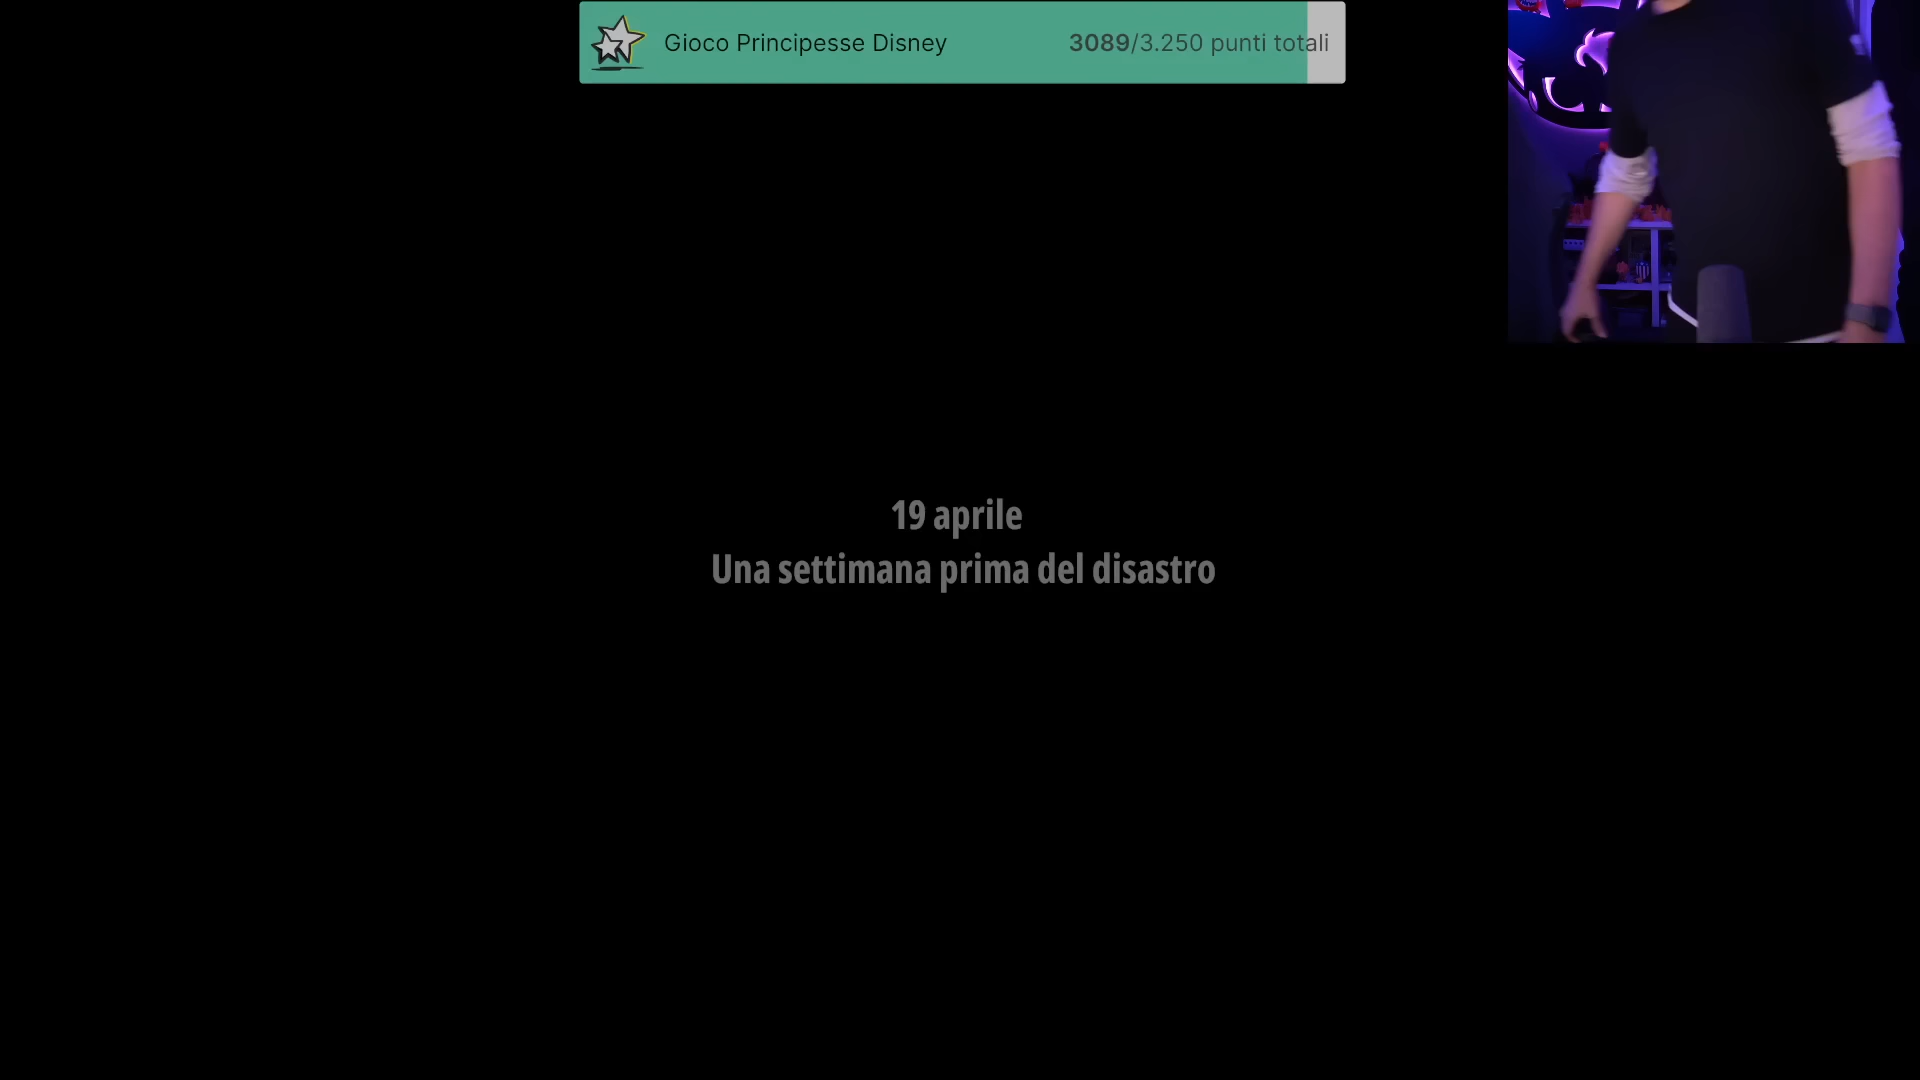 Gioco Principesse Disney
3089/3.250 punti totali
19 aprile
Una settimana prima del disastro